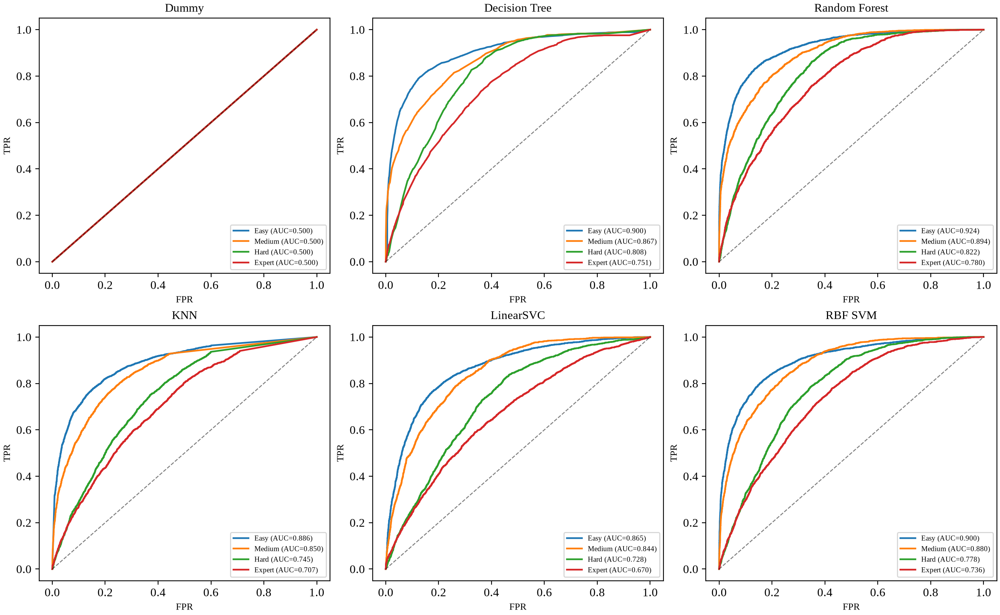 Dummy
1.0
0.8
0.6
0.4
0.2
0.0
TPR
0.0 0.2 0.4 0.6 0.8 1.0
FPR
Easy (AUC=0.500)
Medium (AUC=0.500)
Hard (AUC=0.500)
Expert (AUC=0.500)
Decision Tree
1.0
0.8
0.6
0.4
0.2
0.0
TPR
0.0 0.2 0.4 0.6 0.8 1.0
FPR
Easy (AUC=0.900)
Medium (AUC=0.867)
Hard (AUC=0.808)
Expert (AUC=0.751)
Random Forest
1.0
0.8
0.6
0.4
0.2
0.0
TPR
0.0 0.2 0.4 0.6 0.8 1.0
FPR
Easy (AUC=0.924)
Medium (AUC=0.894)
Hard (AUC=0.822)
Expert (AUC=0.780)
KNN
1.0
0.8
0.6
0.4
0.2
0.0
TPR
0.0 0.2 0.4 0.6 0.8 1.0
FPR
Easy (AUC=0.886)
Medium (AUC=0.850)
Hard (AUC=0.745)
Expert (AUC=0.707)
LinearSVC
1.0
0.8
0.6
0.4
0.2
0.0
TPR
0.0 0.2 0.4 0.6 0.8 1.0
FPR
Easy (AUC=0.865)
Medium (AUC=0.844)
Hard (AUC=0.728)
Expert (AUC=0.670)
RBF SVM
1.0
0.8
0.6
0.4
0.2
0.0
TPR
0.0 0.2 0.4 0.6 0.8 1.0
FPR
Easy (AUC=0.900)
Medium (AUC=0.880)
Hard (AUC=0.778)
Expert (AUC=0.736)